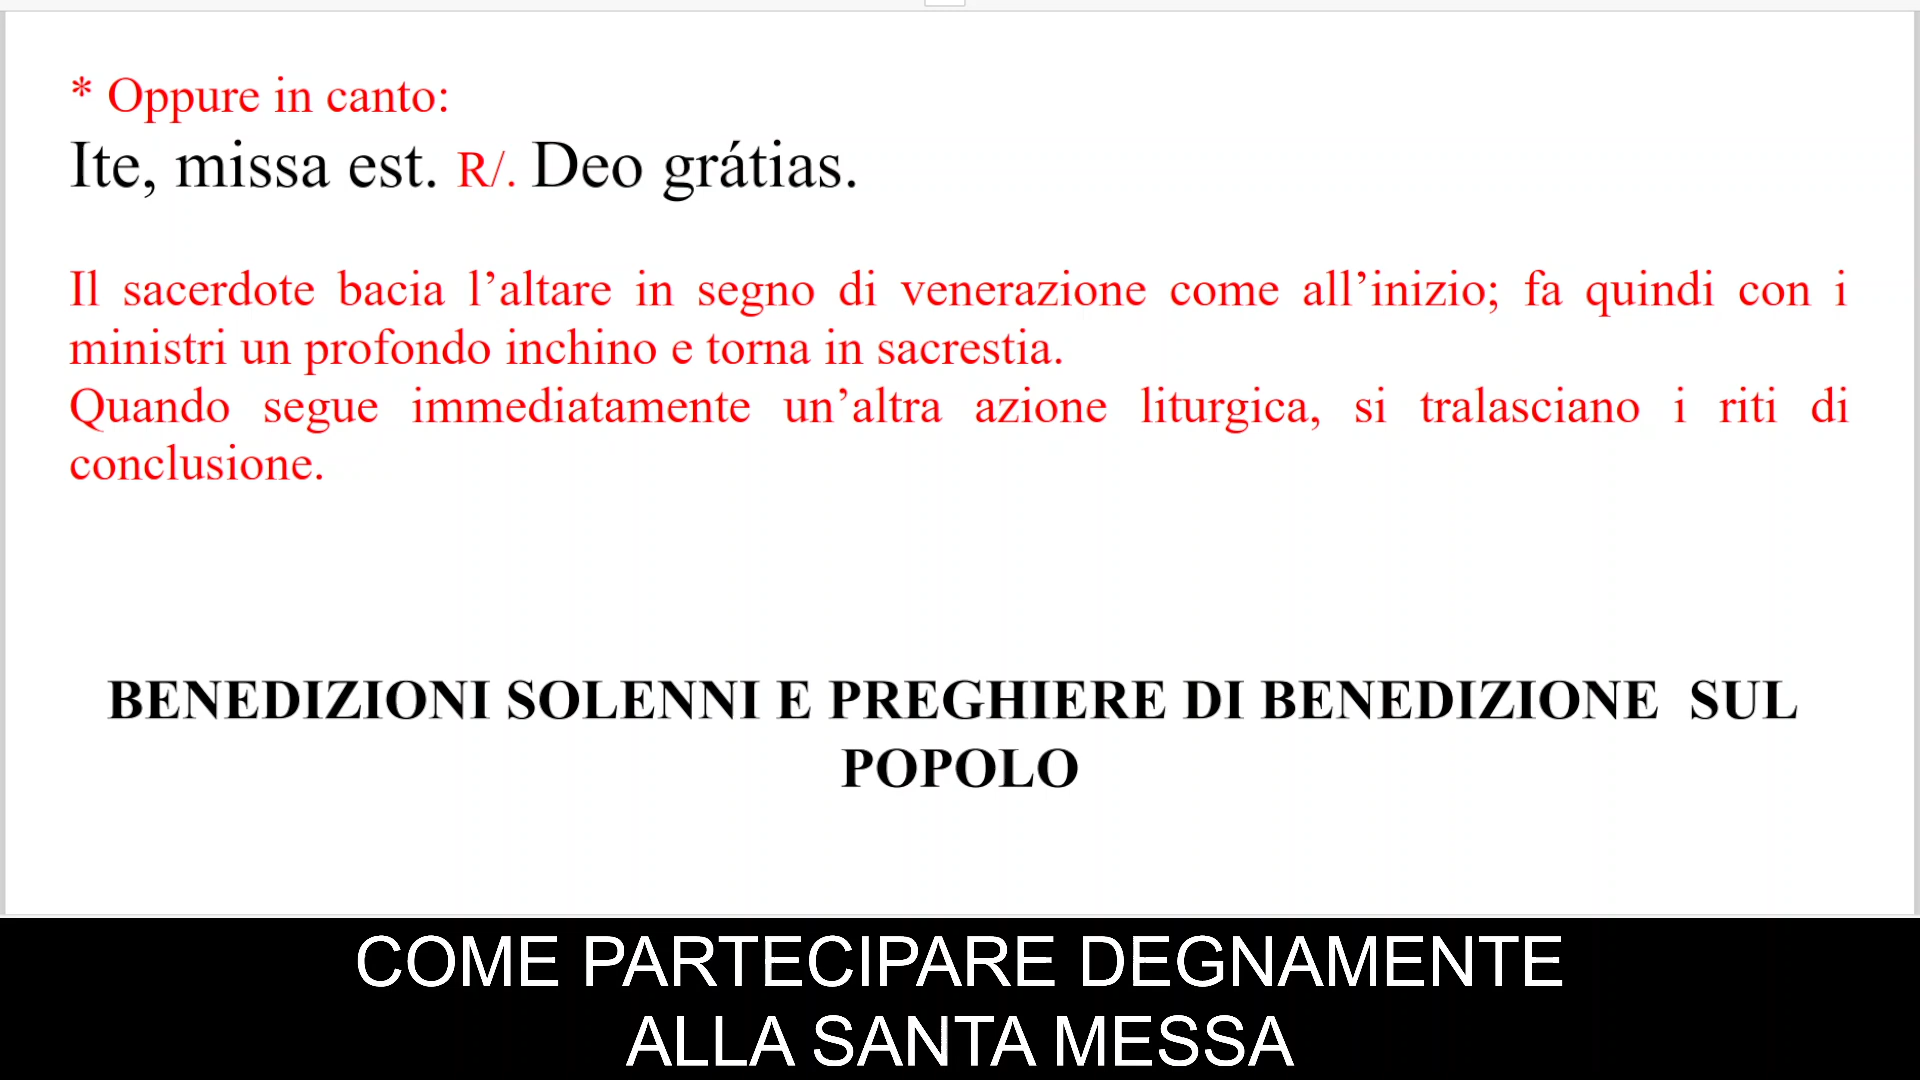 * Oppure in canto:
Ite, missa est. R/. Deo grátias.
Il sacerdote bacia l’altare in segno di venerazione come all’inizio; fa quindi con i
ministri un profondo inchino e torna in sacrestia.
Quando segue immediatamente un’altra azione liturgica, si tralasciano i riti di
conclusione.
BENEDIZIONI SOLENNI E PREGHIERE DI BENEDIZIONE SUL
POPOLO
COME PARTECIPARE DEGNAMENTE
ALLA SANTA MESSA